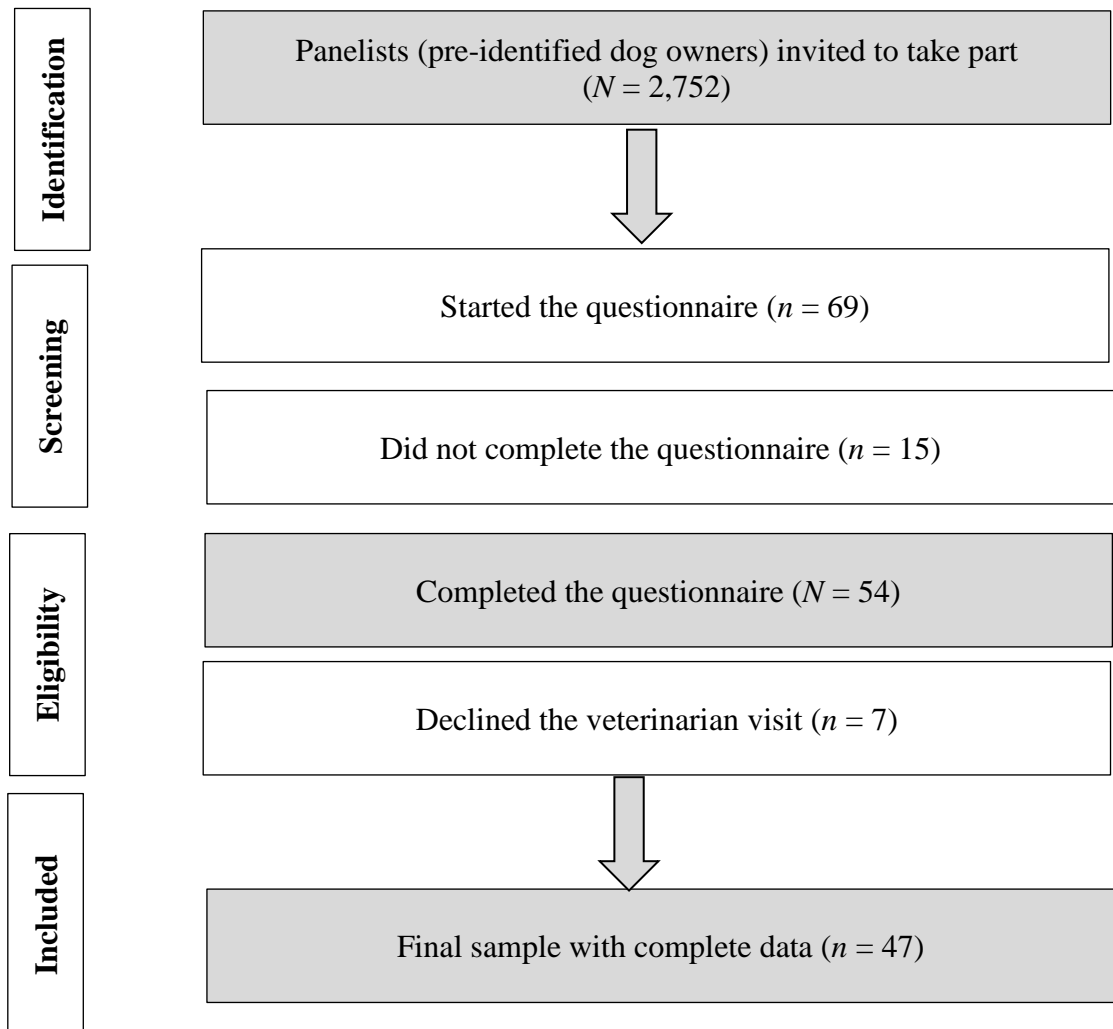 Identification
Panelists (pre-identified dog owners) invited to take part
(N = 2,752)
Screening
Started the questionnaire (n = 69)
Did not complete the questionnaire (n = 15)
Eligibility
Completed the questionnaire (N = 54)
Declined the veterinarian visit (n = 7)
Included
Final sample with complete data (n = 47)